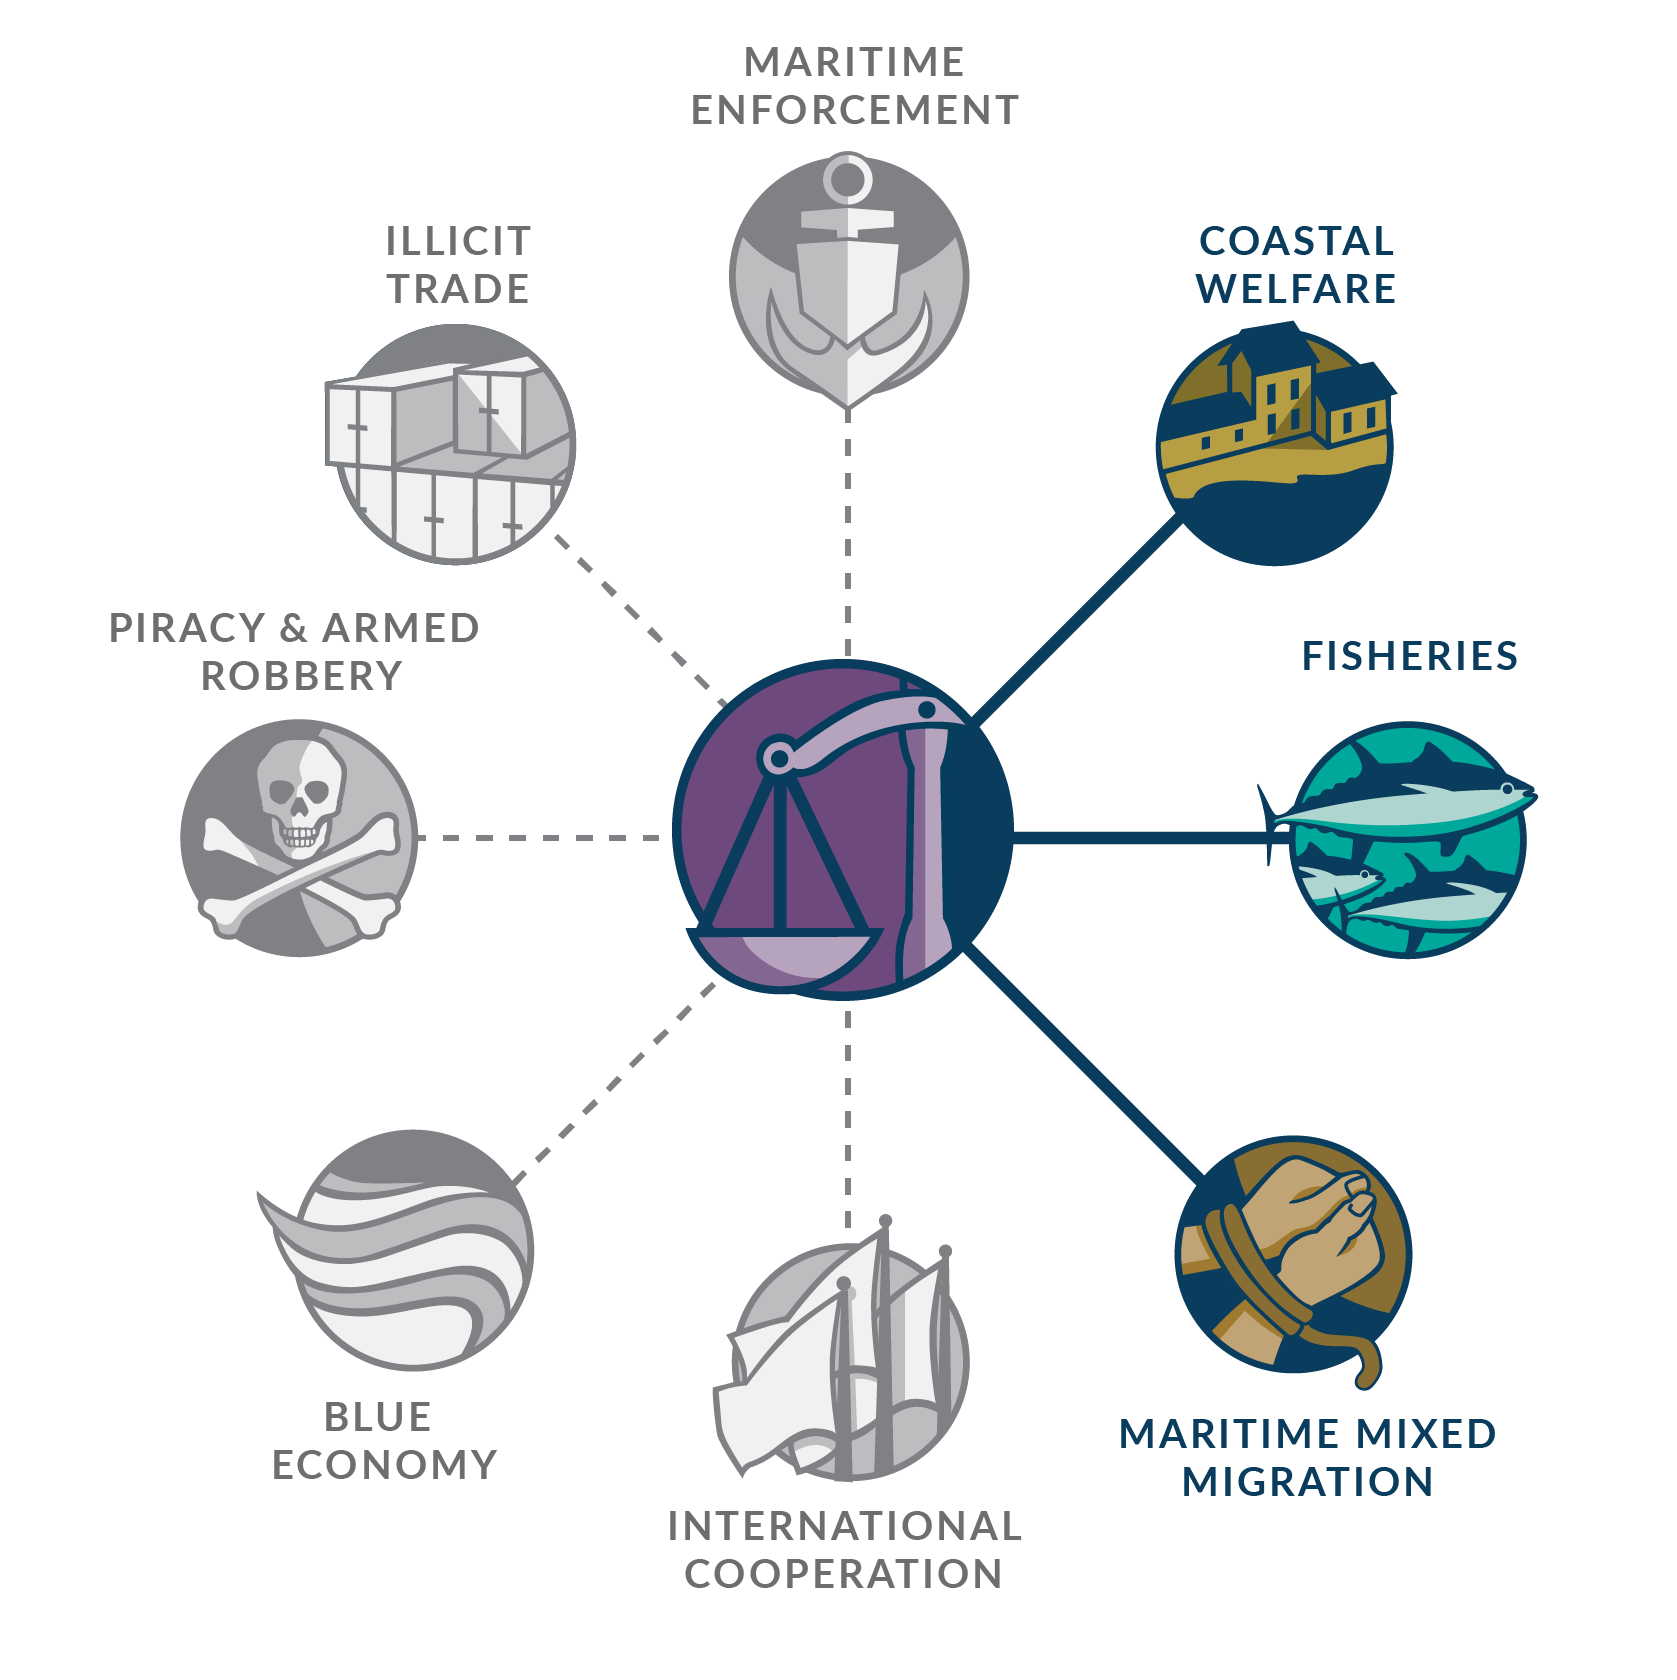 MARITIME
ENFORCEMENT
ILLICIT
TRADE
COASTAL
WELFARE
PIRACY & ARMED
ROBBERY
FISHERIES
BLUE
ECONOMY
MARITIME MIXED
MIGRATION
INTERNATIONAL
COOPERATION